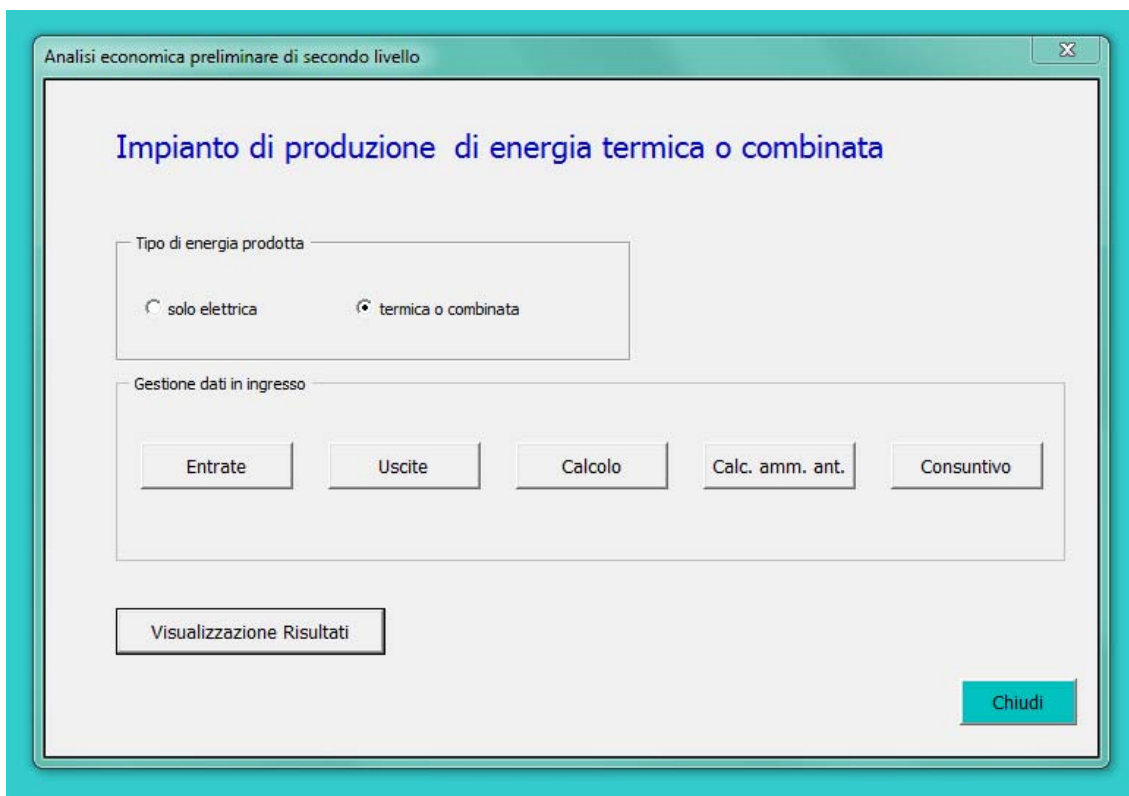 Analisi economica preliminare di secondo livello
Impianto di produzione di energia termica o combinata
Tipo di energia prodotta
solo elettrica termica o combinata
Gestione dati in ingresso
Entrate Uscite Calcolo Calc. amm. ant. Consuntivo
Visualizzazione Risultati
Chiudi